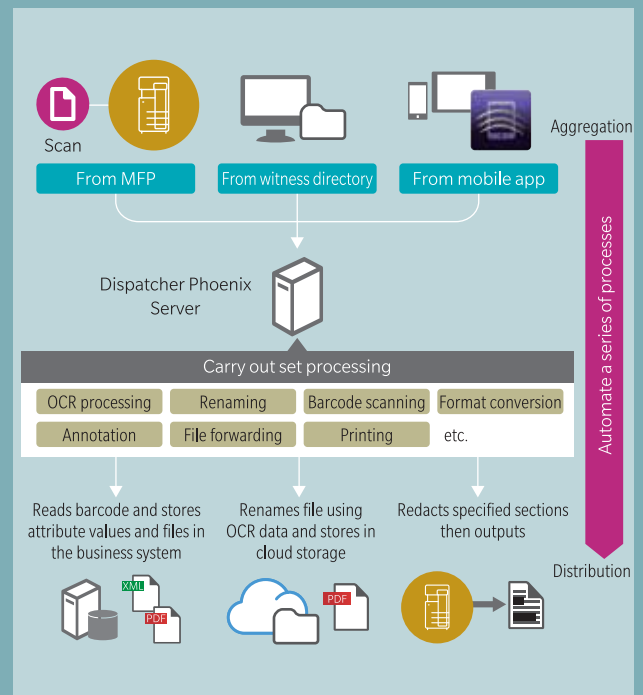 Scan
Aggregation
From MFP
From witness directory
From mobile app
Dispatcher Phoenix
Server
Automate a series of processes
Carry out set processing
OCR processing
Renaming
Barcode scanning
Format conversion
Annotation
File forwarding
Printing
etc.
Reads barcode and stores
attribute values and files in
the business system
Renames file using
OCR data and stores in
cloud storage
Redacts specified sections
then outputs
Distribution
XML
PDF
PDF